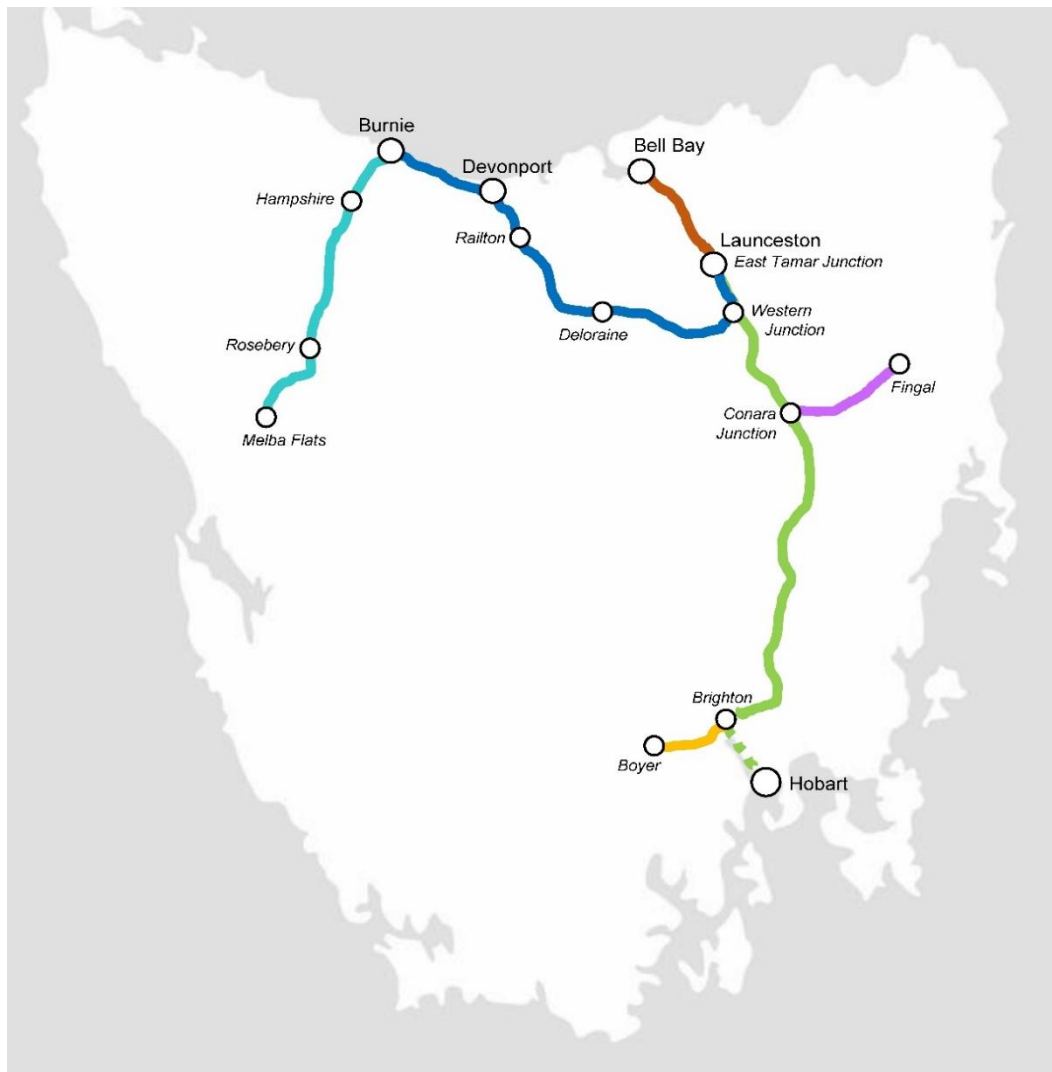 Burnie
Devonport
Bell Bay
Hampshire
Railton
Launceston
East Tamar Junction
Western
Junction
Deloraine
Rosebery
Fingal
Conara
Junction
Melba Flats
Brighton
Boyer
Hobart